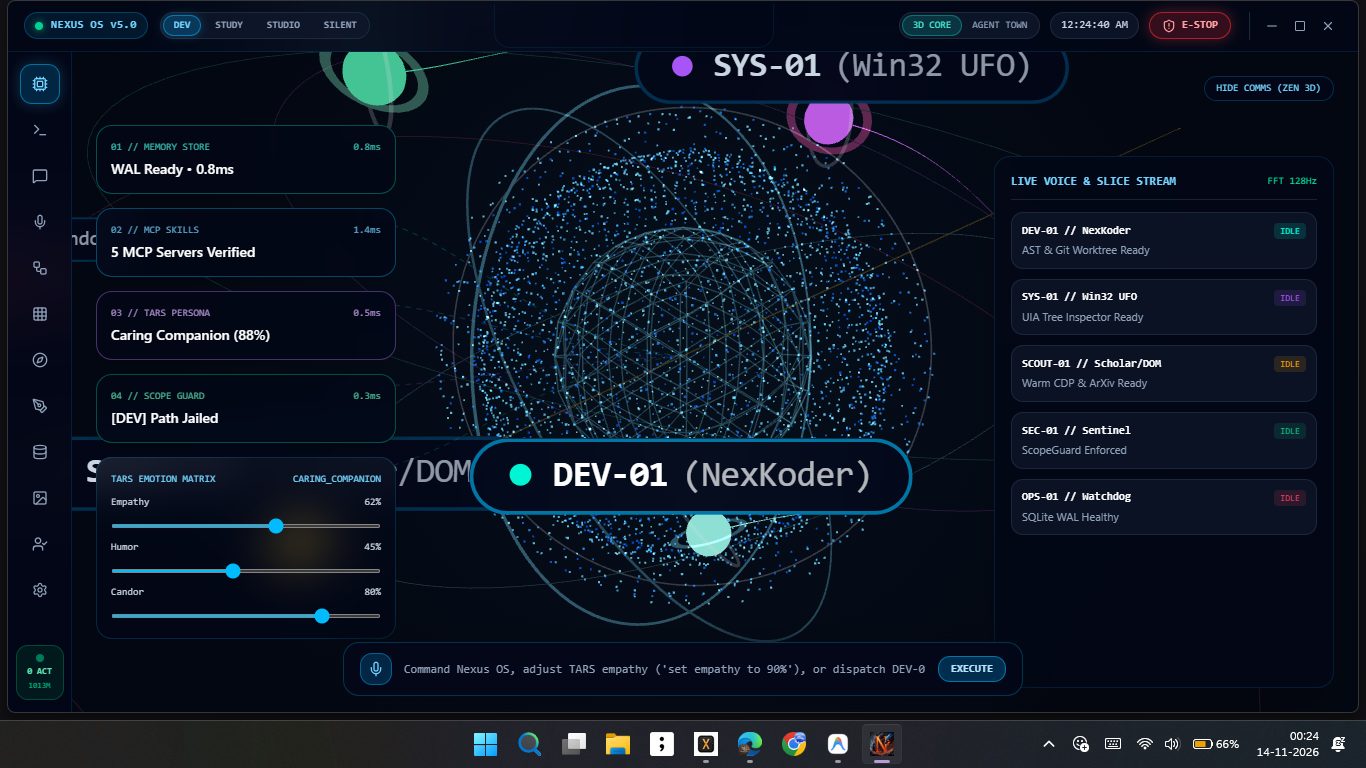 NEXUS OS v5.0
DEV
STUDY
STUDIO
SILENT
3D CORE
AGENT TOWN
12:24:40 AM
E-STOP
SYS-01 (Win32 UFO)
HIDE COMMS (ZEN 3D)
01 // MEMORY STORE 0.8ms
WAL Ready • 0.8ms
02 // MCP SKILLS 1.4ms
5 MCP Servers Verified
03 // TARS PERSONA 0.5ms
Caring Companion (88%)
04 // SCOPE GUARD 0.3ms
[DEV] Path Jailed
/DOM
DEV-01 (NexKoder)
TARS EMOTION MATRIX CARING_COMPANION
Empathy 62%
Humor 45%
Candor 80%
LIVE VOICE & SLICE STREAM FFT 128Hz
DEV-01 // NexKoder IDLE
AST & Git Worktree Ready
SYS-01 // Win32 UFO IDLE
UIA Tree Inspector Ready
SCOUT-01 // Scholar/DOM IDLE
Warm CDP & ArXiv Ready
SEC-01 // Sentinel IDLE
ScopeGuard Enforced
OPS-01 // Watchdog IDLE
SQLite WAL Healthy
0 ACT
1013M
Command Nexus OS, adjust TARS empathy ('set empathy to 90%'), or dispatch DEV-0
EXECUTE
66%
00:24
14-11-2026